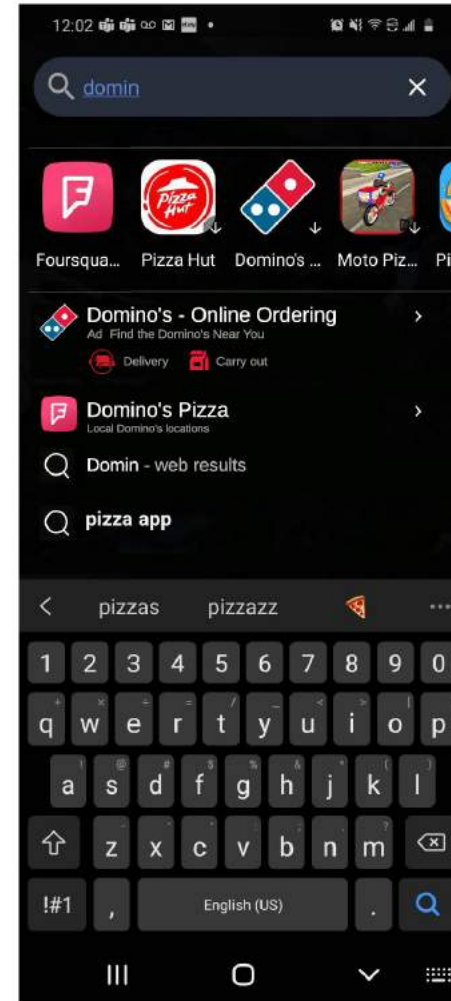 12:02
domin
Pizza Hut
Foursqua... Pizza Hut Domino's ... Moto Piz... Pi
Domino's - Online Ordering
Ad Find the Domino's Near You
Delivery Carry out
Domino's Pizza
Local Domino's locations
Domin - web results
pizza app
pizzas pizzazz
1 2 3 4 5 6 7 8 9 0
q w e r t y u i o p
a s d f g h j k l
z x c v b n m
!#1 , English (US) .